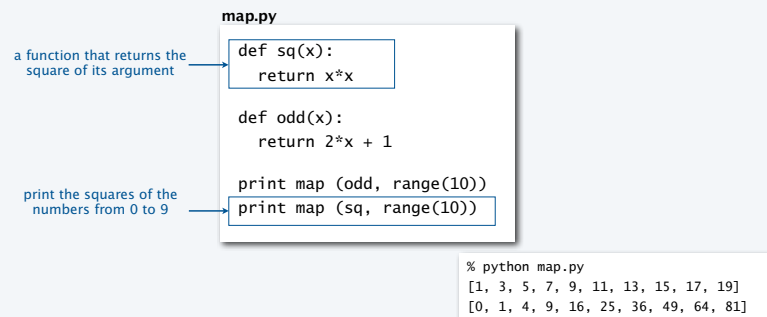 map.py
a function that returns the
square of its argument
def sq(x):
  return x*x
def odd(x):
  return 2*x + 1
print map (odd, range(10))
print the squares of the
numbers from 0 to 9
print map (sq, range(10))
% python map.py
[1, 3, 5, 7, 9, 11, 13, 15, 17, 19]
[0, 1, 4, 9, 16, 25, 36, 49, 64, 81]